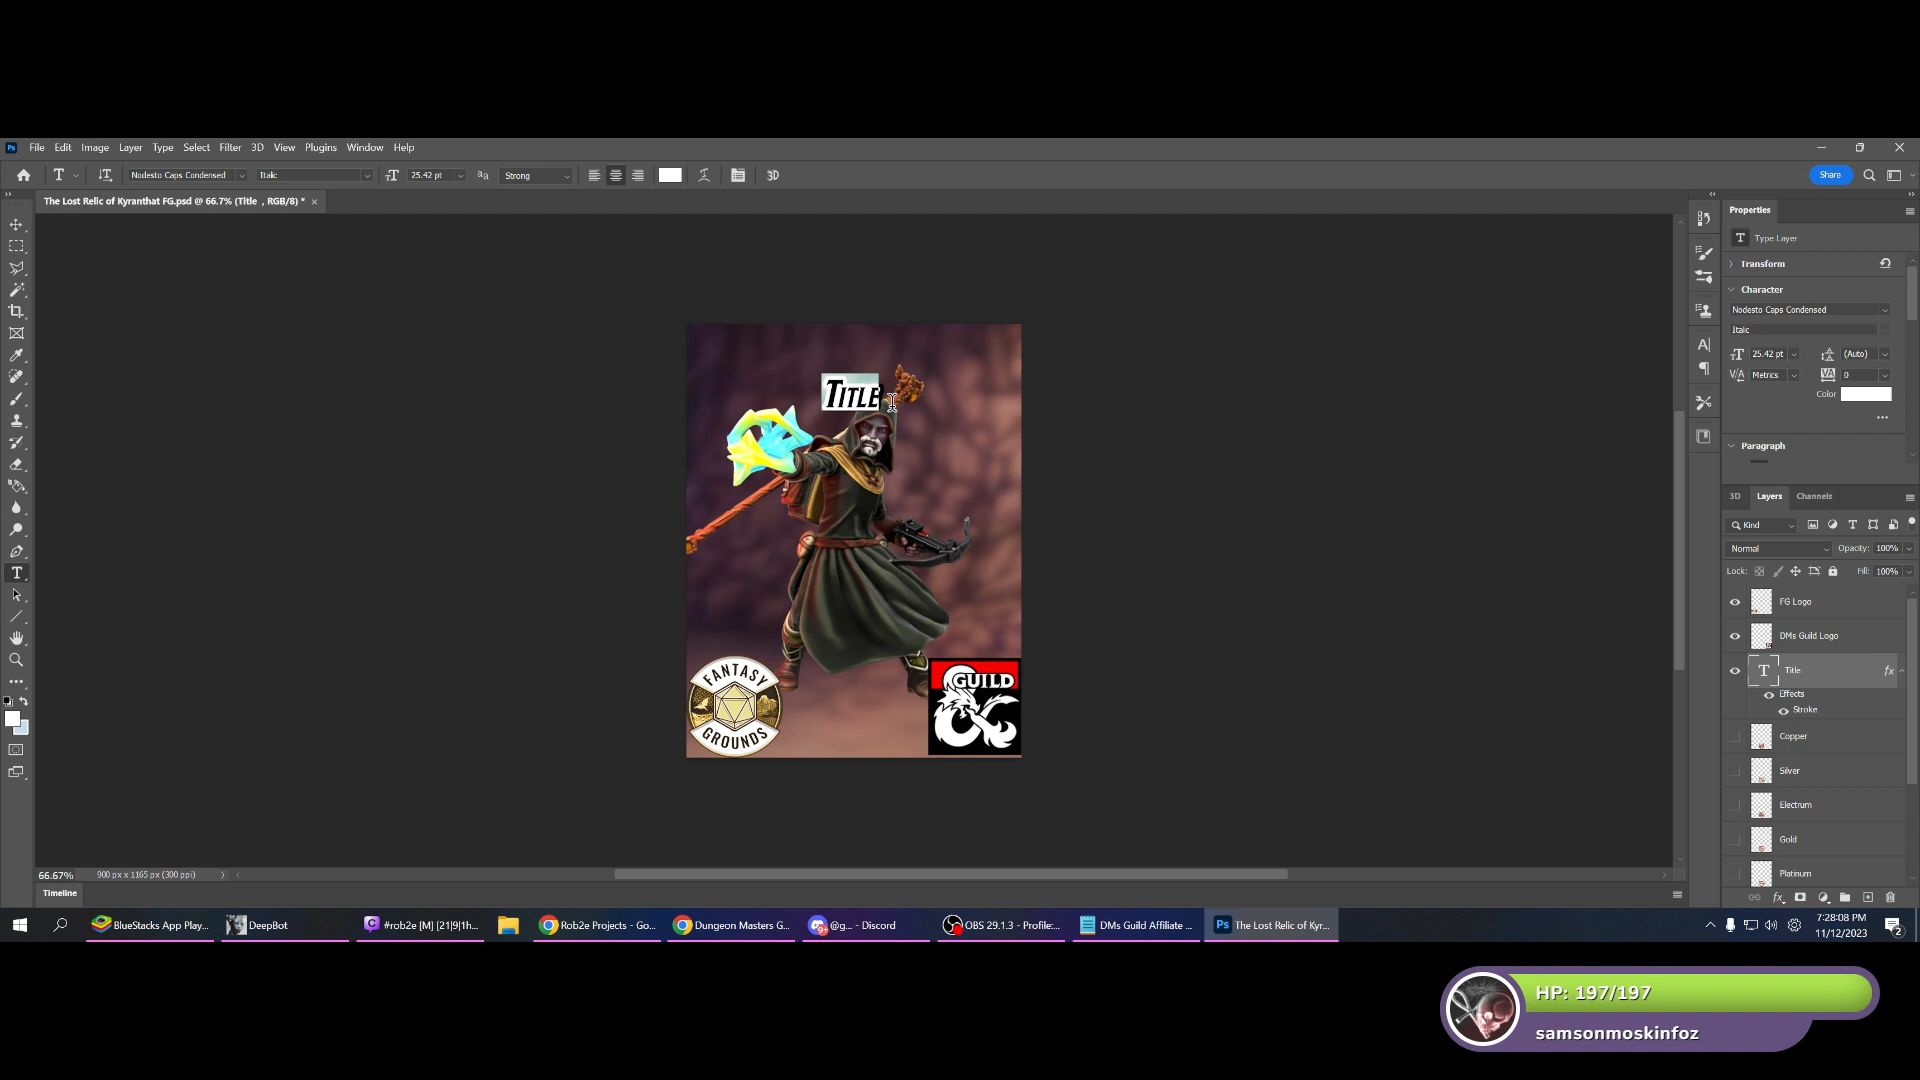 Ps File Edit Image Layer Type Select Filter 3D View Plugins Window Help
T Nodesto Caps Condensed Italic 25.42 pt aa Strong 3D Share
The Lost Relic of Kyranthat FG.psd @ 66.7% (Title , RGB/8) * ×
Properties
T Type Layer
Transform
Character
Nodesto Caps Condensed
Italic
25.42 pt (Auto)
Metrics 0
Color
Paragraph
TITLE
FANTASY
GROUNDS
GUILD
3D Layers Channels
Kind
Normal Opacity: 100%
Lock: Fill: 100%
FG Logo
DMs Guild Logo
T Title fx
Effects
Stroke
Copper
Silver
Electrum
Gold
Platinum
66.67% 900 px x 1165 px (300 ppi)
Timeline
BlueStacks App Play... DeepBot #rob2e [M] [21|9|1h... Rob2e Projects - Go... Dungeon Masters G... @g... - Discord OBS 29.1.3 - Profile:... DMs Guild Affiliate ... Ps The Lost Relic of Kyr...
7:28:08 PM
11/12/2023
2
HP: 197/197
samsonmoskinfoz